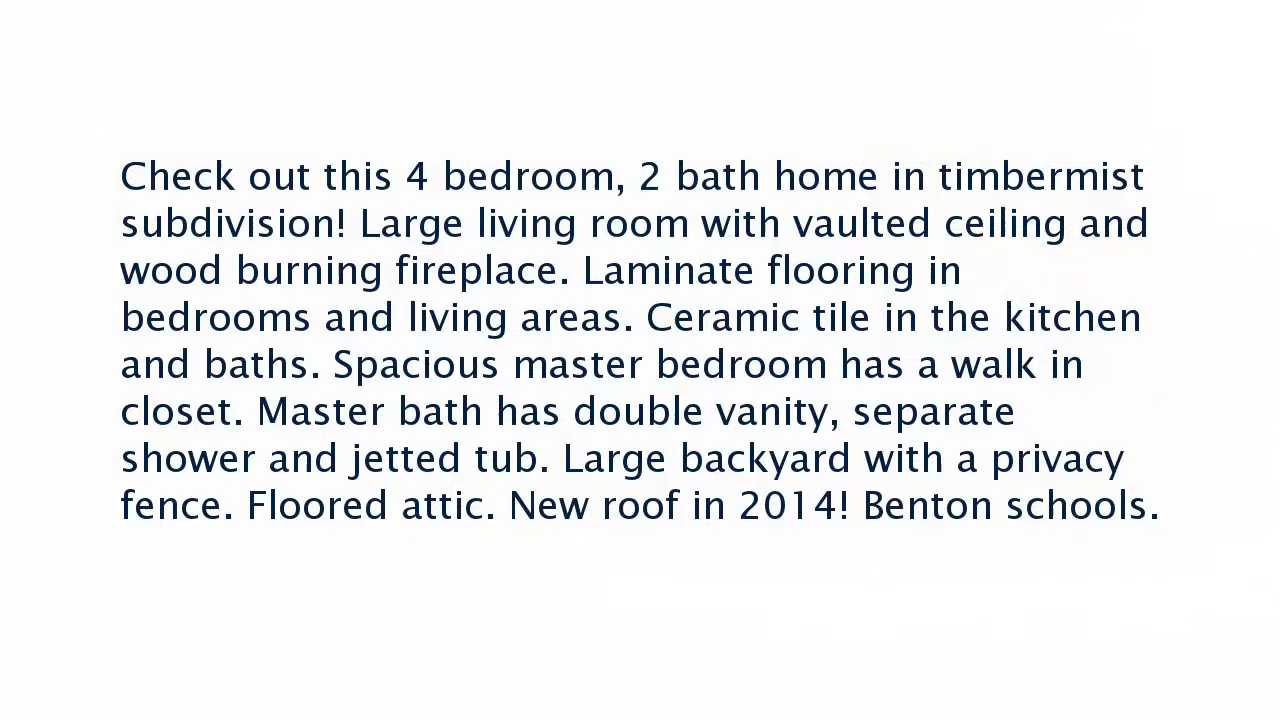 Check out this 4 bedroom, 2 bath home in timbermist
subdivision! Large living room with vaulted ceiling and
wood burning fireplace. Laminate flooring in
bedrooms and living areas. Ceramic tile in the kitchen
and baths. Spacious master bedroom has a walk in
closet. Master bath has double vanity, separate
shower and jetted tub. Large backyard with a privacy
fence. Floored attic. New roof in 2014! Benton schools.